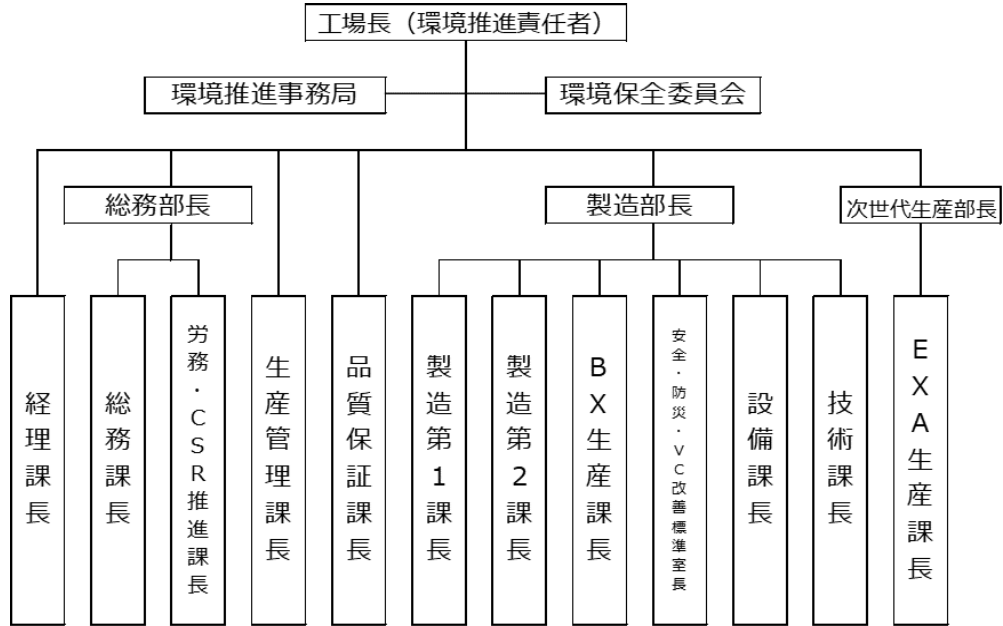 工場長（環境推進責任者）
環境推進事務局
環境保全委員会
総務部長
製造部長
次世代生産部長
経理課長
総務課長
労務・CSR推進課長
生産管理課長
品質保証課長
製造第1課長
製造第2課長
BX生産課長
安全・防災・VC改善標準室長
設備課長
技術課長
EXA生産課長